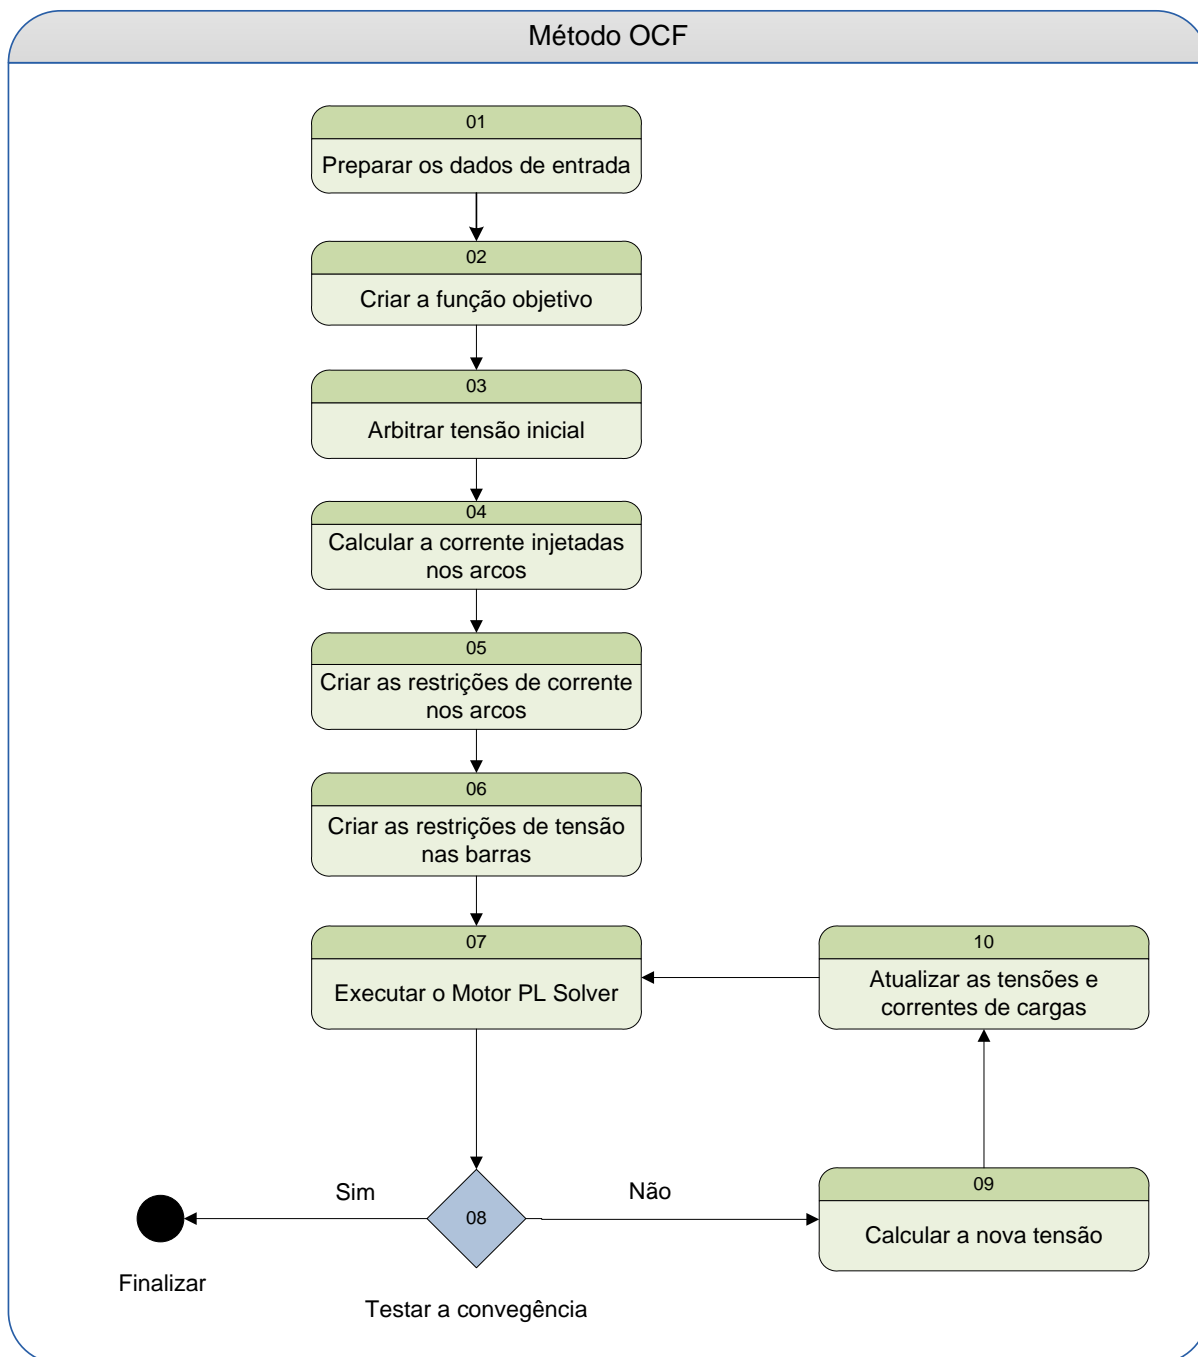 Método OCF
01
Preparar os dados de entrada
02
Criar a função objetivo
03
Arbitrar tensão inicial
04
Calcular a corrente injetadas
nos arcos
05
Criar as restrições de corrente
nos arcos
06
Criar as restrições de tensão
nas barras
07
Executar o Motor PL Solver
10
Atualizar as tensões e
correntes de cargas
Sim
08
Não
09
Calcular a nova tensão
Finalizar
Testar a convegência